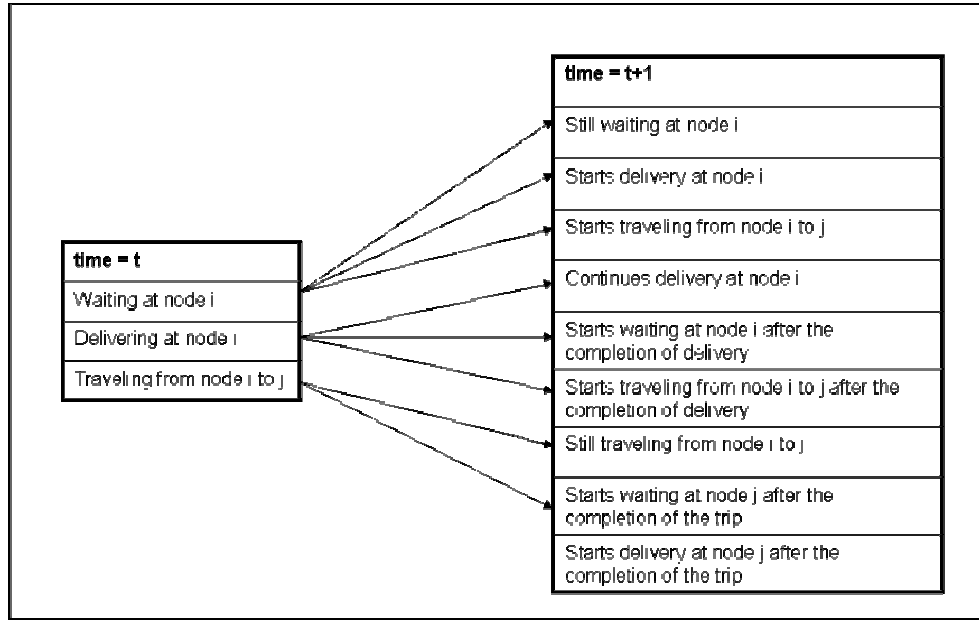 time = t+1
Still waiting at node i
Starts delivery at node i
Starts traveling from node i to j
time = t
Continues delivery at node i
Waiting at node i
Starts waiting at node i after the
completion of delivery
Delivering at node i
Starts traveling from node i to j after the
completion of delivery
Traveling from node i to j
Still traveling from node i to j
Starts waiting at node j after the
completion of the trip
Starts delivery at node j after the
completion of the trip